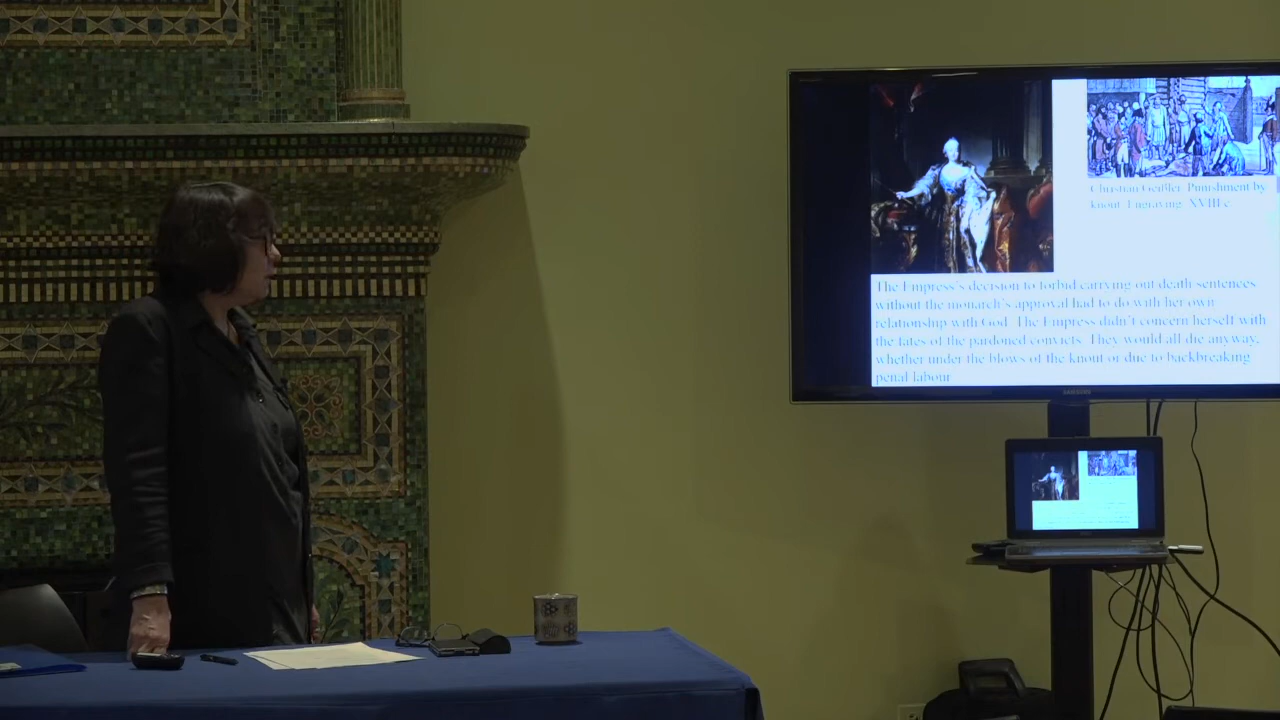 Christian Geißler. Punishment by
knout. Engraving. XVIII c.
The Empress's decision to forbid carrying out death sentences
without the monarch's approval had to do with her own
relationship with God. The Empress didn't concern herself with
the fates of the pardoned convicts. They would all die anyway,
whether under the blows of the knout or due to backbreaking
penal labour
SAMSUNG